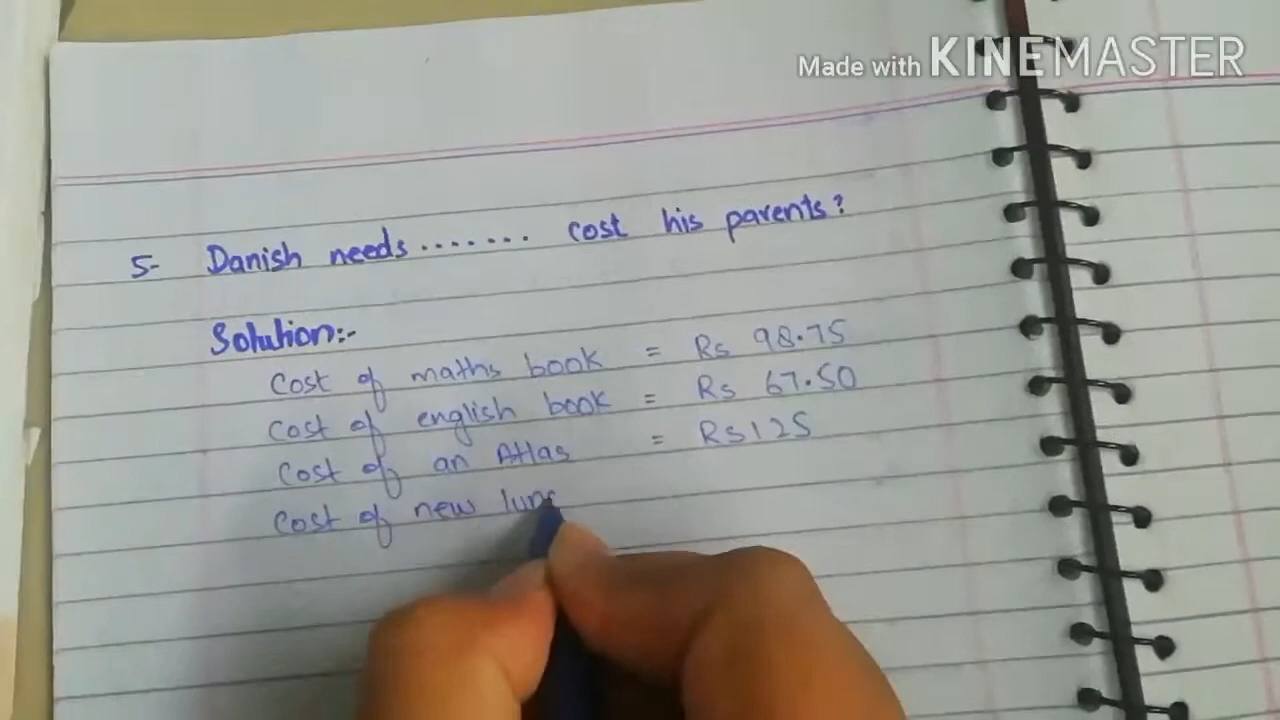 Made with KINEMASTER
5- Danish needs....... cost his parents?
Solution:-
Cost of maths book = Rs 98.75
Cost of english book = Rs 67.50
Cost of an Atlas = Rs 125
Cost of new lunc